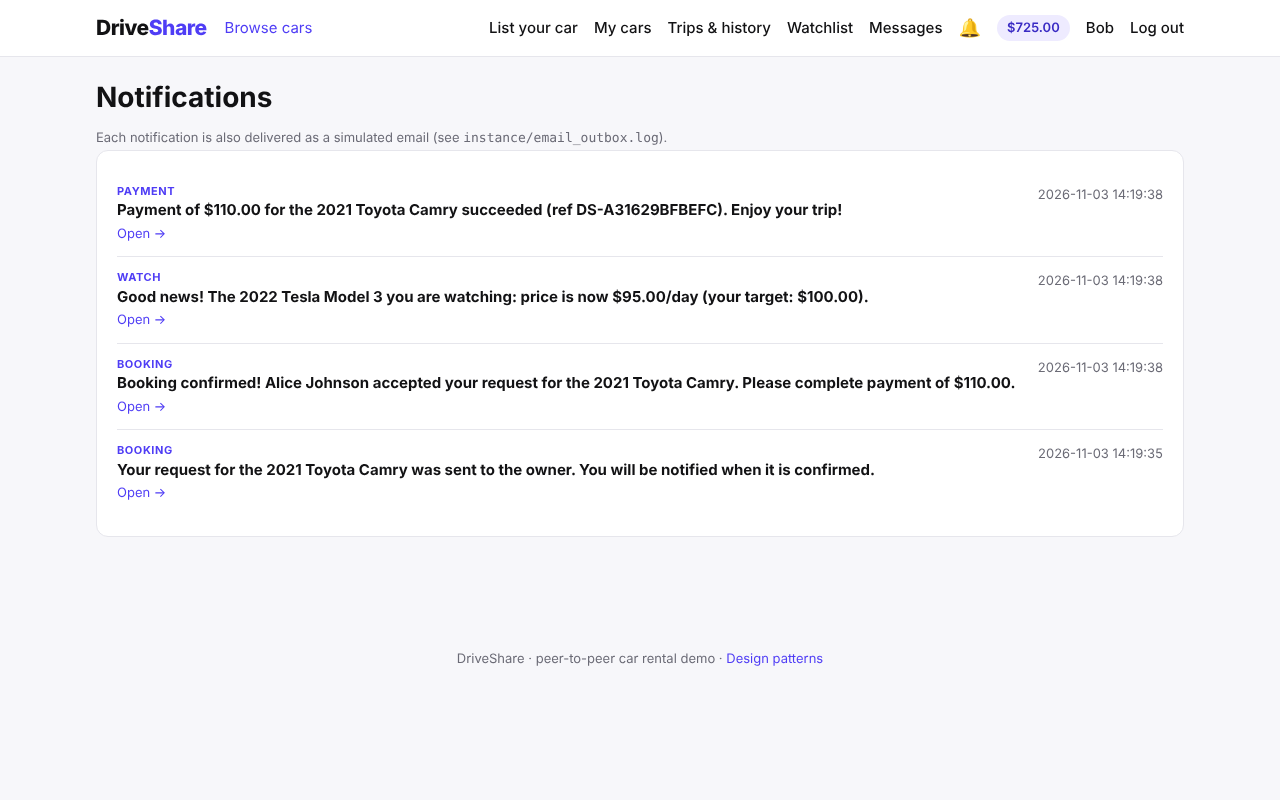 DriveShare Browse cars List your car My cars Trips & history Watchlist Messages 🔔 $725.00 Bob Log out
Notifications
Each notification is also delivered as a simulated email (see instance/email_outbox.log).
PAYMENT 2026-11-03 14:19:38
Payment of $110.00 for the 2021 Toyota Camry succeeded (ref DS-A31629BFBEFC). Enjoy your trip!
Open →
WATCH 2026-11-03 14:19:38
Good news! The 2022 Tesla Model 3 you are watching: price is now $95.00/day (your target: $100.00).
Open →
BOOKING 2026-11-03 14:19:38
Booking confirmed! Alice Johnson accepted your request for the 2021 Toyota Camry. Please complete payment of $110.00.
Open →
BOOKING 2026-11-03 14:19:35
Your request for the 2021 Toyota Camry was sent to the owner. You will be notified when it is confirmed.
Open →
DriveShare · peer-to-peer car rental demo · Design patterns